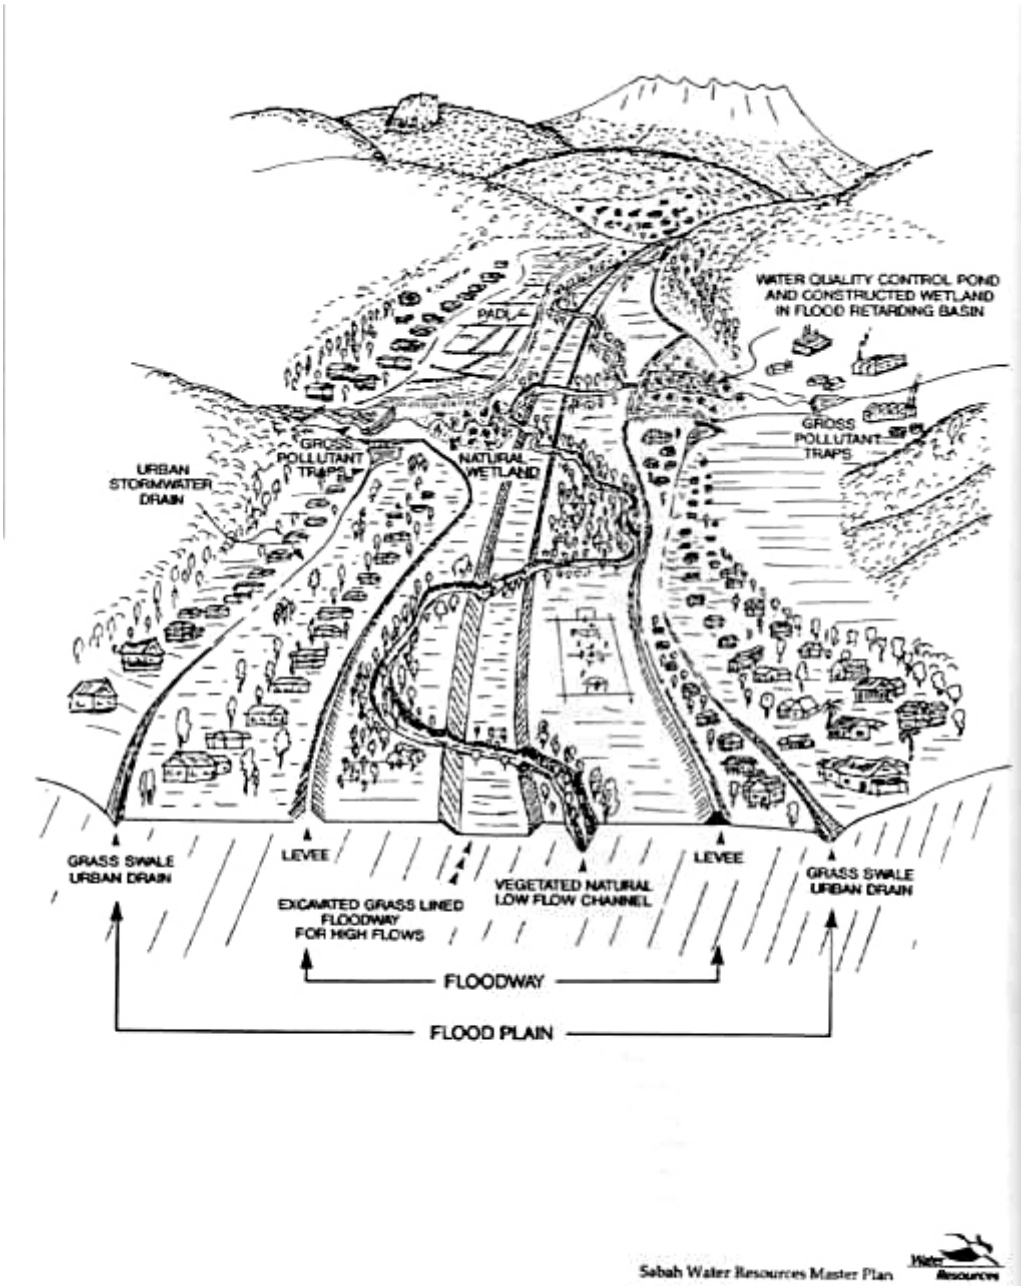 WATER QUALITY CONTROL POND
AND CONSTRUCTED WETLAND
IN FLOOD RETARDING BASIN
PADI
GROSS
POLLUTANT
TRAPS
GROSS
POLLUTANT
TRAPS
NATURAL
WETLAND
URBAN
STORMWATER
DRAIN
GRASS SWALE
URBAN DRAIN
LEVEE
EXCAVATED GRASS LINED
FLOODWAY
FOR HIGH FLOWS
VEGETATED NATURAL
LOW FLOW CHANNEL
LEVEE
GRASS SWALE
URBAN DRAIN
FLOODWAY
FLOOD PLAIN
Sabah Water Resources Master Plan
Water
Resources